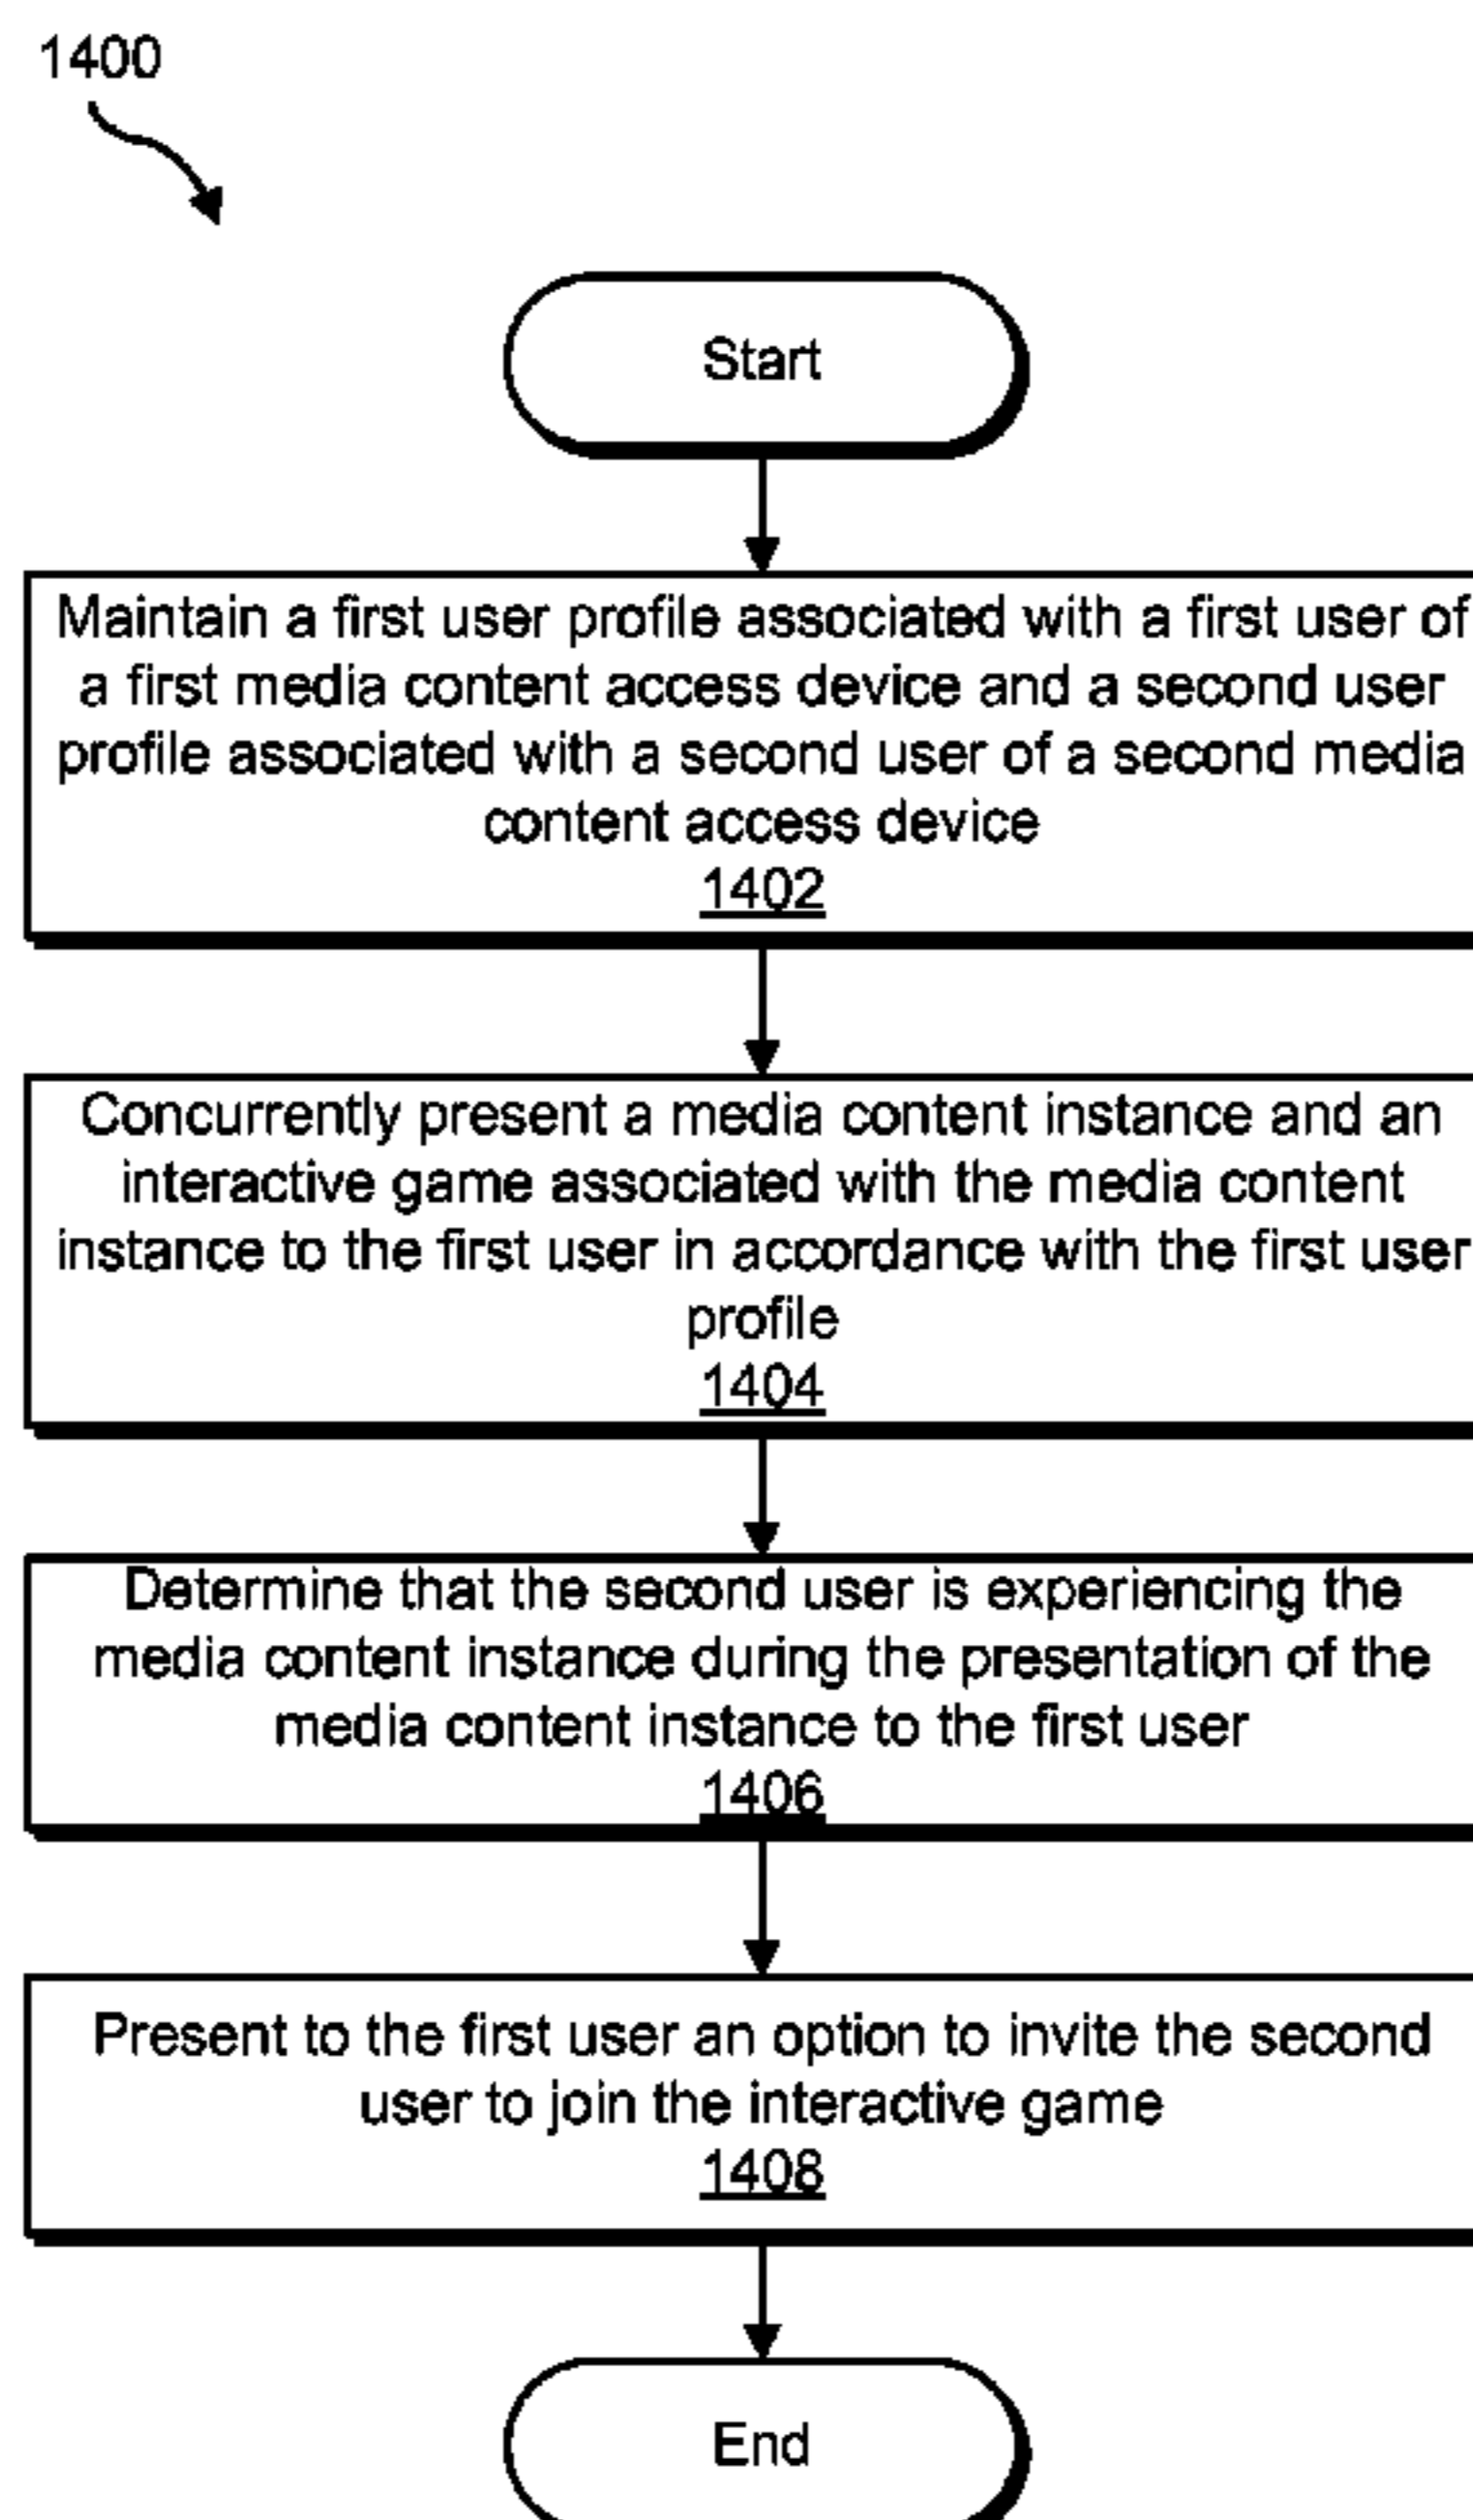 1400
Start
Maintain a first user profile associated with a first user of
a first media content access device and a second user
profile associated with a second user of a second media
content access device
1402
Concurrently present a media content instance and an
interactive game associated with the media content
instance to the first user in accordance with the first user
profile
1404
Determine that the second user is experiencing the
media content instance during the presentation of the
media content instance to the first user
1406
Present to the first user an option to invite the second
user to join the interactive game
1408
End